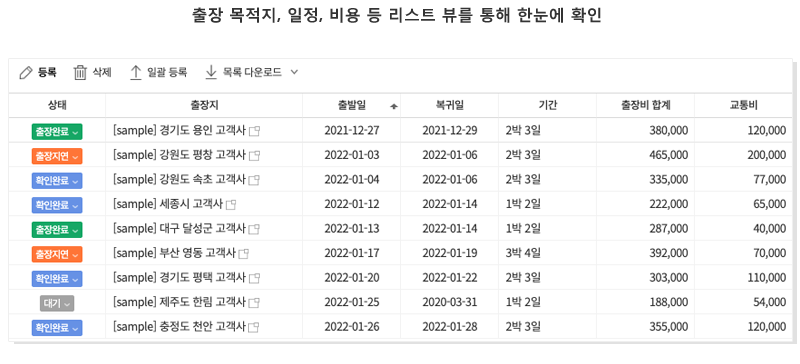 출장 목적지, 일정, 비용 등 리스트 뷰를 통해 한눈에 확인
등록 삭제 일괄 등록 목록 다운로드
상태 출장지 출발일 복귀일 기간 출장비 합계 교통비
출장완료 [sample] 경기도 용인 고객사 2021-12-27 2021-12-29 2박 3일 380,000 120,000
출장지연 [sample] 강원도 평창 고객사 2022-01-03 2022-01-06 2박 3일 465,000 200,000
확인완료 [sample] 강원도 속초 고객사 2022-01-04 2022-01-06 2박 3일 335,000 77,000
확인완료 [sample] 세종시 고객사 2022-01-12 2022-01-14 1박 2일 222,000 65,000
출장완료 [sample] 대구 달성군 고객사 2022-01-13 2022-01-14 1박 2일 287,000 40,000
출장지연 [sample] 부산 영동 고객사 2022-01-17 2022-01-19 3박 4일 392,000 70,000
확인완료 [sample] 경기도 평택 고객사 2022-01-20 2022-01-22 2박 3일 303,000 110,000
대기 [sample] 제주도 한림 고객사 2022-01-25 2020-03-31 1박 2일 188,000 54,000
확인완료 [sample] 충정도 천안 고객사 2022-01-26 2022-01-28 2박 3일 355,000 120,000